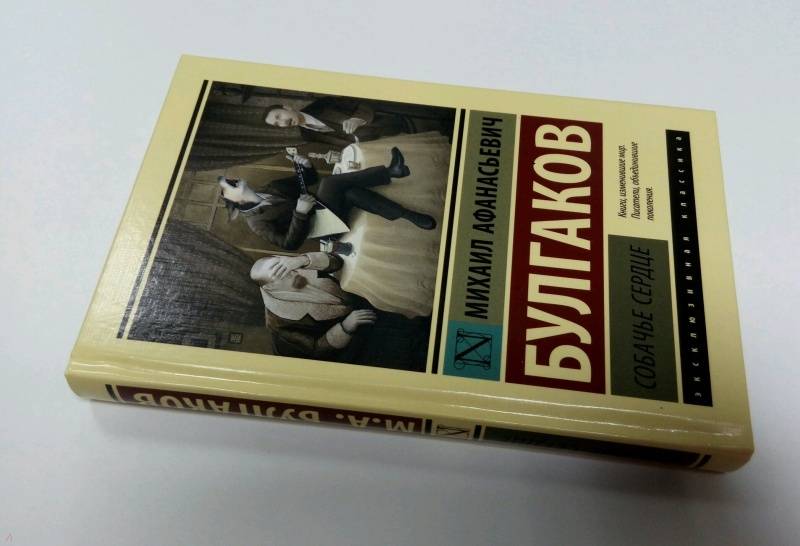 МИХАИЛ АФАНАСЬЕВИЧ
БУЛГАКОВ
СОБАЧЬЕ СЕРДЦЕ
Книги, изменившие мир.
Писатели, объединившие
поколения.
эксклюзивная классика
М.А. БУЛГАКОВ